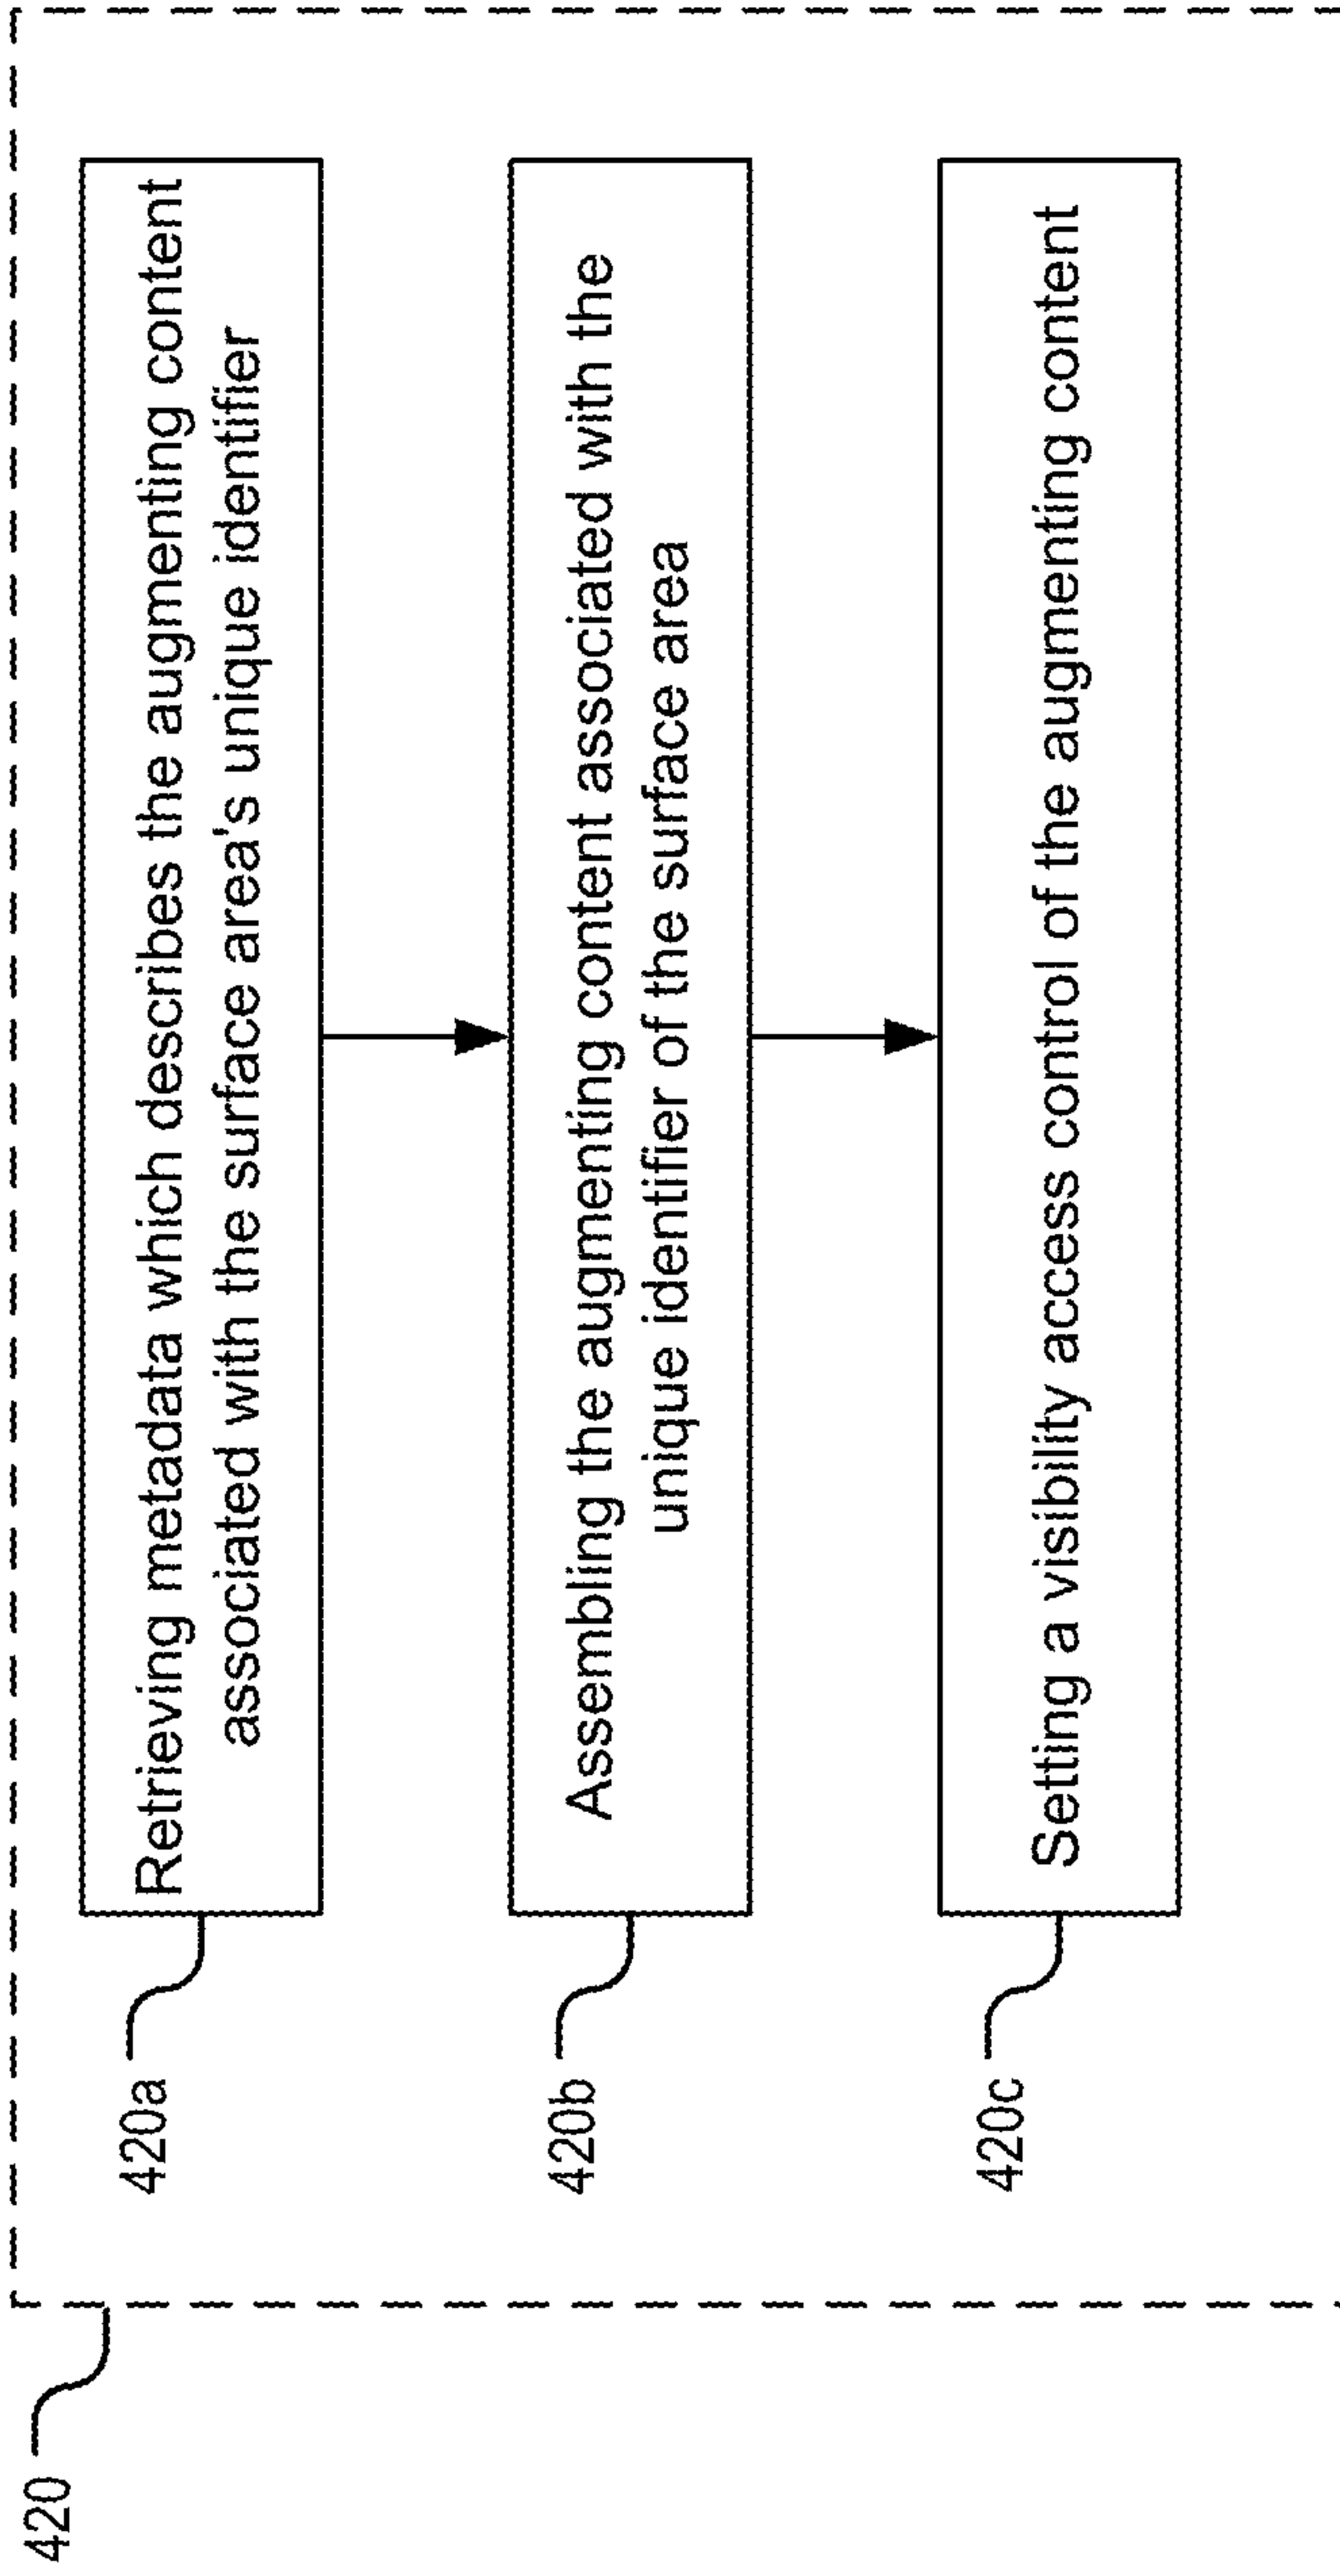 420
420a
Retrieving metadata which describes the augmenting content
associated with the surface area's unique identifier
420b
Assembling the augmenting content associated with the
unique identifier of the surface area
420c
Setting a visibility access control of the augmenting content